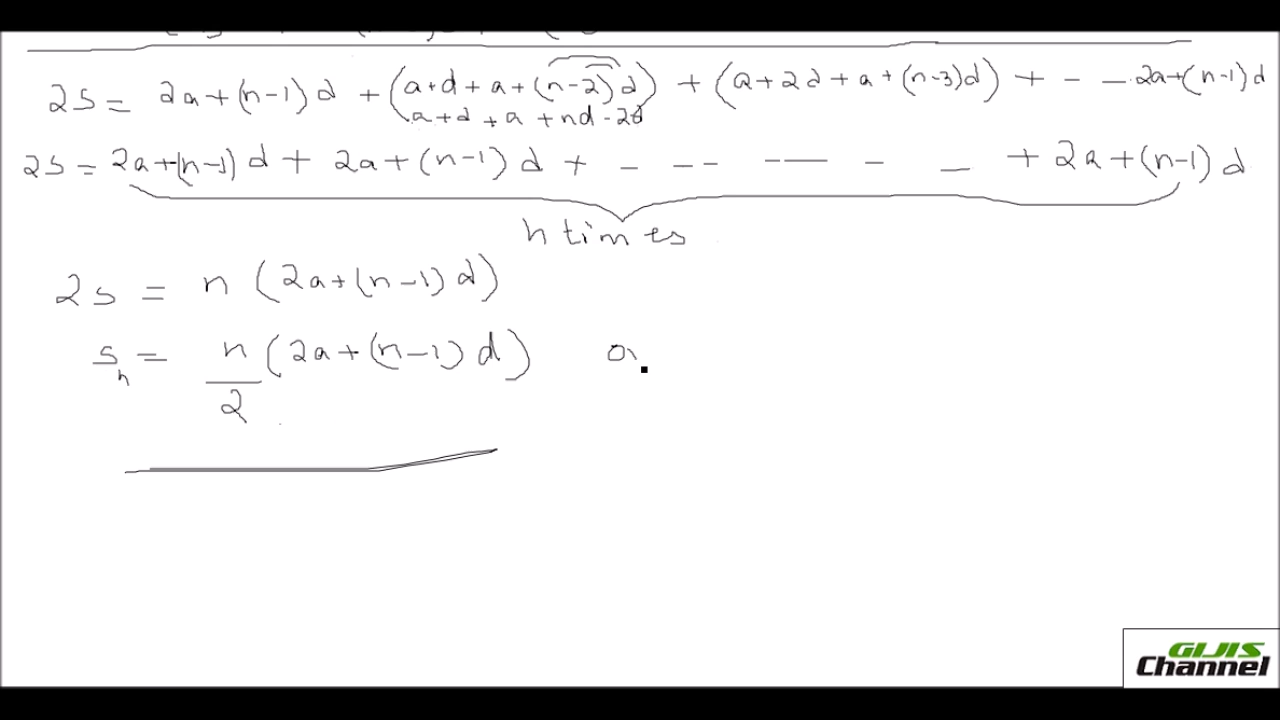 2S = 2a+(n-1)d + (a+d+a+(n-2)d) + (a+2d+a+(n-3)d) + - - 2a+(n-1)d
a+d + a + nd - 2d
2S = 2a+(n-1)d + 2a+(n-1)d + - - - - - - - + 2a+(n-1)d
n times
2S = n (2a+(n-1)d)
Sn = n/2 (2a+(n-1)d) or
GIJIS
Channel